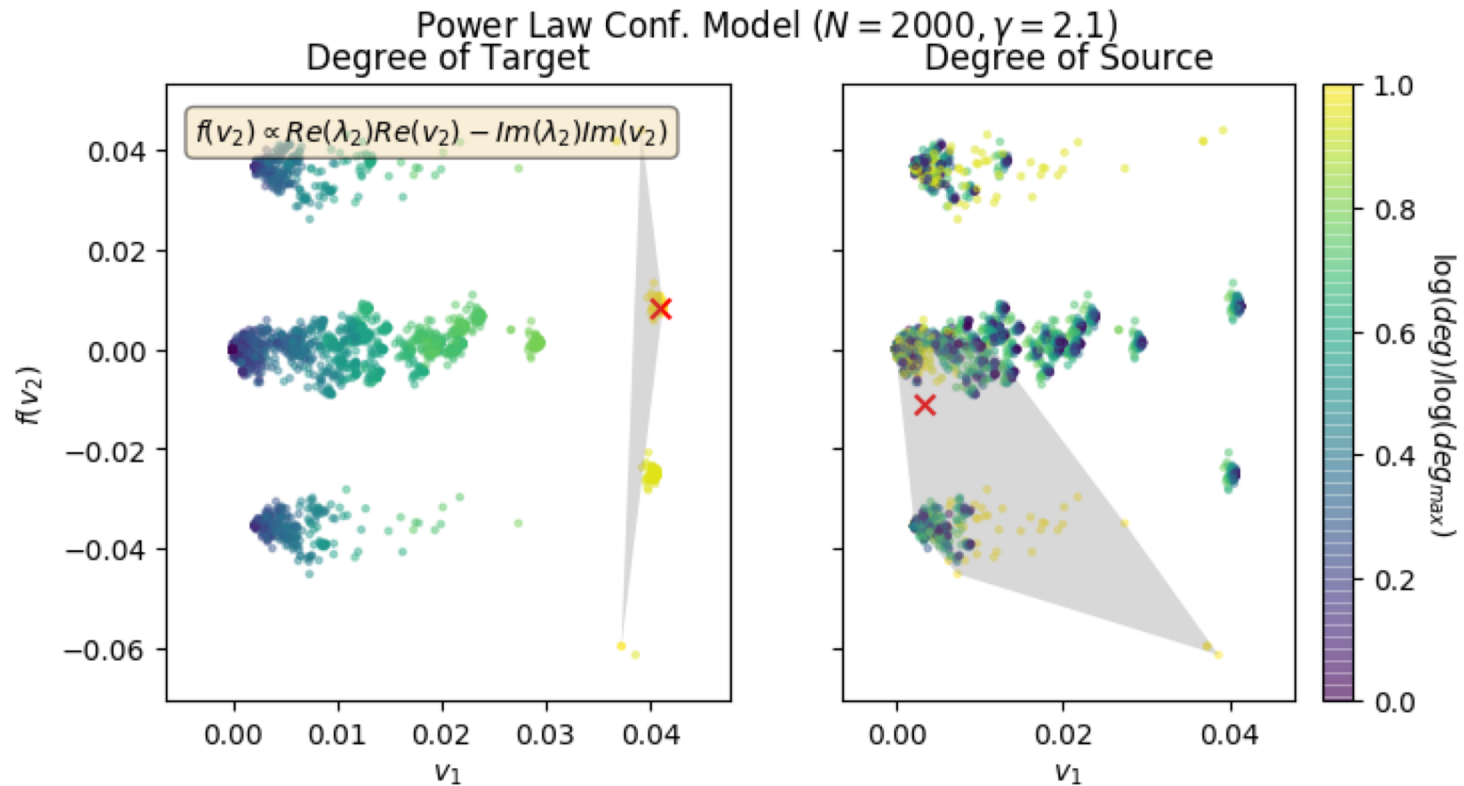 Power Law Conf. Model (N = 2000, γ = 2.1)
Degree of Target
Degree of Source
f(v₂) ∝ Re(λ₂)Re(v₂) − Im(λ₂)Im(v₂)
f(v₂)
0.04
0.02
0.00
−0.02
−0.04
−0.06
0.00 0.01 0.02 0.03 0.04
v₁
0.00 0.02 0.04
v₁
1.0
0.8
0.6
0.4
0.2
0.0
log(deg)/log(deg_max)